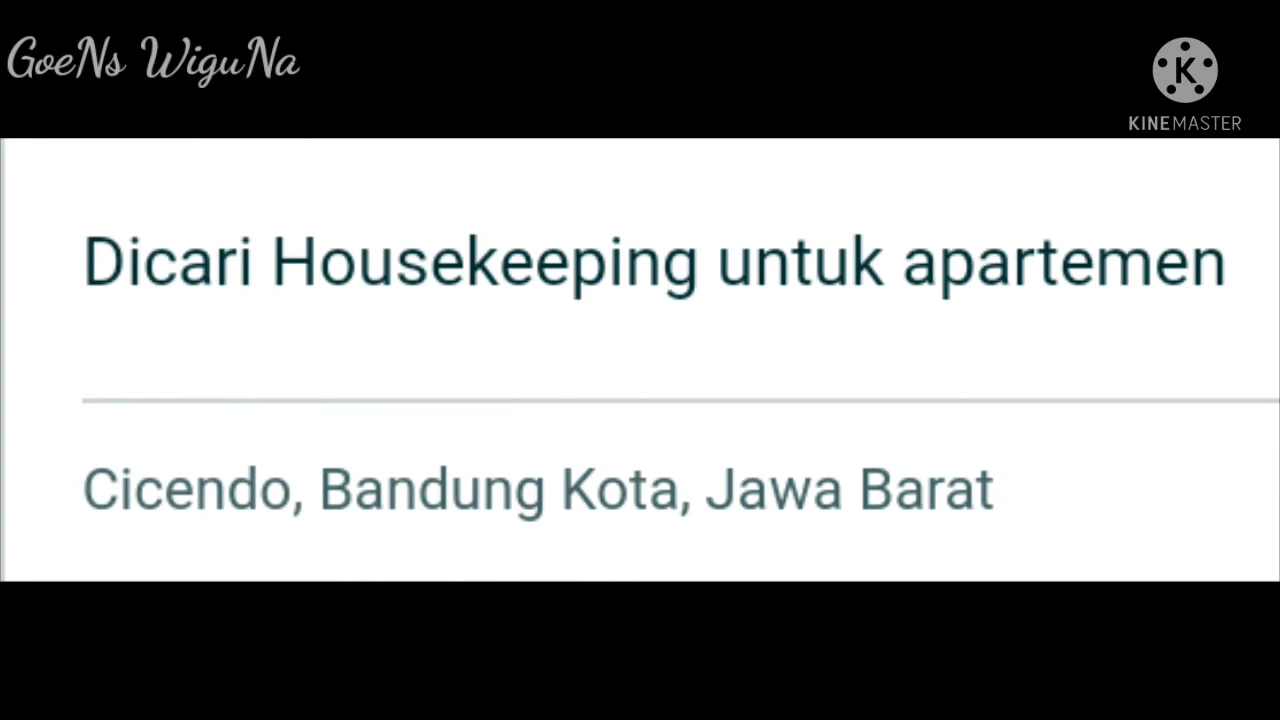 GoeNs WiguNa
K
KINEMASTER
Dicari Housekeeping untuk apartemen
Cicendo, Bandung Kota, Jawa Barat